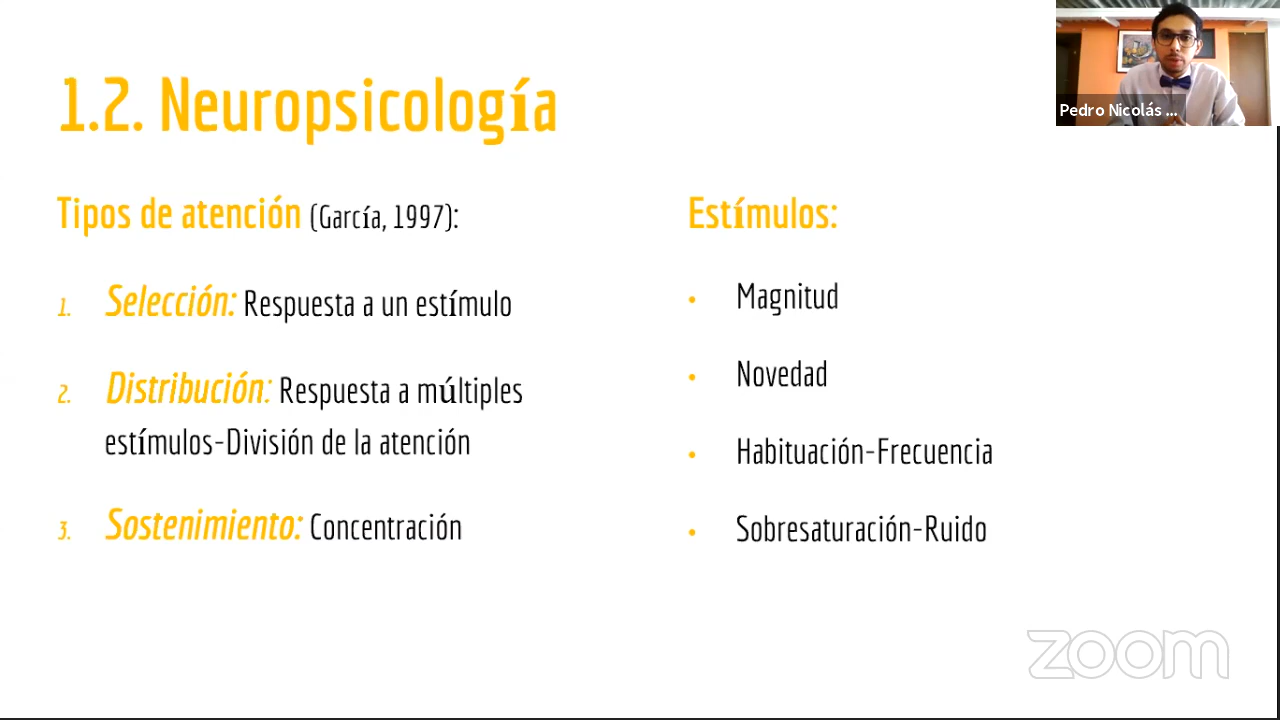 1.2. Neuropsicología
Tipos de atención (García, 1997):
1. Selección: Respuesta a un estímulo
2. Distribución: Respuesta a múltiples
estímulos-División de la atención
3. Sostenimiento: Concentración
Estímulos:
• Magnitud
• Novedad
• Habituación-Frecuencia
• Sobresaturación-Ruido
Pedro Nicolás ...
zoom